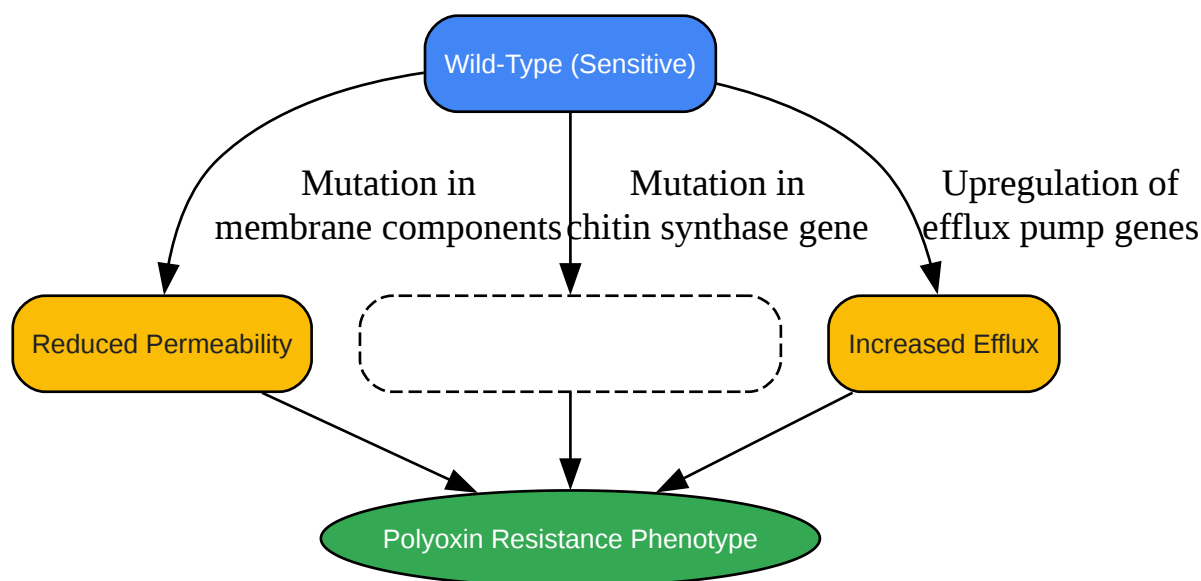 Wild-Type (Sensitive)
Mutation in
membrane components
Mutation in
chitin synthase gene
Upregulation of
efflux pump genes
Reduced Permeability
Increased Efflux
Polyoxin Resistance Phenotype